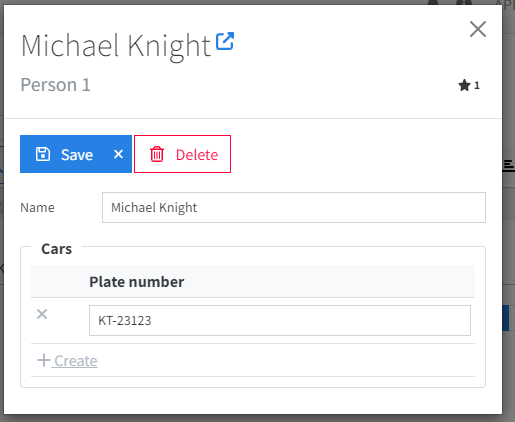 Michael Knight
Person 1
1
Save
Delete
Name
Michael Knight
Cars
Plate number
KT-23123
Create